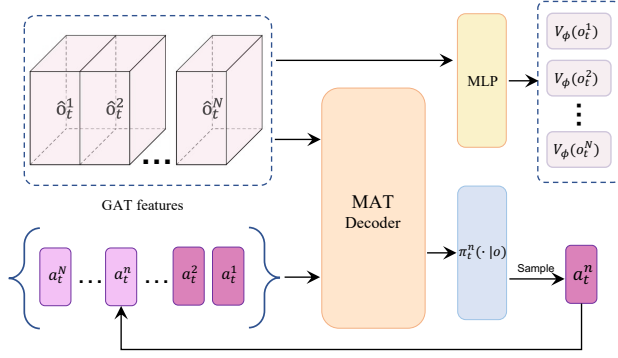 ô_t^1 ô_t^2 ... ô_t^N
GAT features
MLP
V_ϕ(o_t^1)
V_ϕ(o_t^2)
⋮
V_ϕ(o_t^N)
MAT
Decoder
a_t^N ... a_t^n ... a_t^2 a_t^1
π_t^n(· |o)
Sample
a_t^n